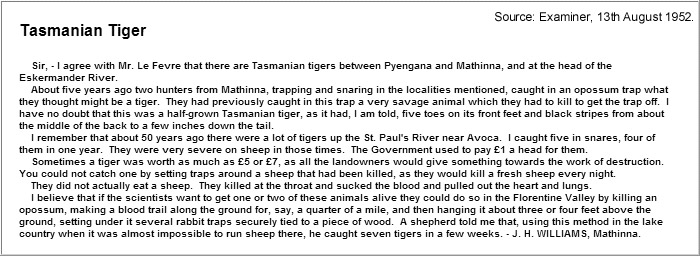 Source: Examiner, 13th August 1952.
Tasmanian Tiger
Sir, - I agree with Mr. Le Fevre that there are Tasmanian tigers between Pyengana and Mathinna, and at the head of the
Eskermander River.
About five years ago two hunters from Mathinna, trapping and snaring in the localities mentioned, caught in an opossum trap what
they thought might be a tiger. They had previously caught in this trap a very savage animal which they had to kill to get the trap off. I
have no doubt that this was a half-grown Tasmanian tiger, as it had, I am told, five toes on its front feet and black stripes from about
the middle of the back to a few inches down the tail.
I remember that about 50 years ago there were a lot of tigers up the St. Paul's River near Avoca. I caught five in snares, four of
them in one year. They were very severe on sheep in those times. The Government used to pay £1 a head for them.
Sometimes a tiger was worth as much as £5 or £7, as all the landowners would give something towards the work of destruction.
You could not catch one by setting traps around a sheep that had been killed, as they would kill a fresh sheep every night.
They did not actually eat a sheep. They killed at the throat and sucked the blood and pulled out the heart and lungs.
I believe that if the scientists want to get one or two of these animals alive they could do so in the Florentine Valley by killing an
opossum, making a blood trail along the ground for, say, a quarter of a mile, and then hanging it about three or four feet above the
ground, setting under it several rabbit traps securely tied to a piece of wood. A shepherd told me that, using this method in the lake
country when it was almost impossible to run sheep there, he caught seven tigers in a few weeks. - J. H. WILLIAMS, Mathinna.